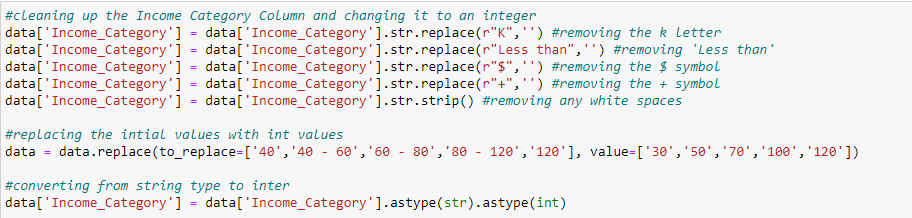 #cleaning up the Income Category Column and changing it to an integer
data['Income_Category'] = data['Income_Category'].str.replace(r"K",'') #removing the k letter
data['Income_Category'] = data['Income_Category'].str.replace(r"Less than",'') #removing 'Less than'
data['Income_Category'] = data['Income_Category'].str.replace(r"$",'') #removing the $ symbol
data['Income_Category'] = data['Income_Category'].str.replace(r"+",'') #removing the + symbol
data['Income_Category'] = data['Income_Category'].str.strip() #removing any white spaces
#replacing the intial values with int values
data = data.replace(to_replace=['40','40 - 60','60 - 80','80 - 120','120'], value=['30','50','70','100','120'])
#converting from string type to inter
data['Income_Category'] = data['Income_Category'].astype(str).astype(int)